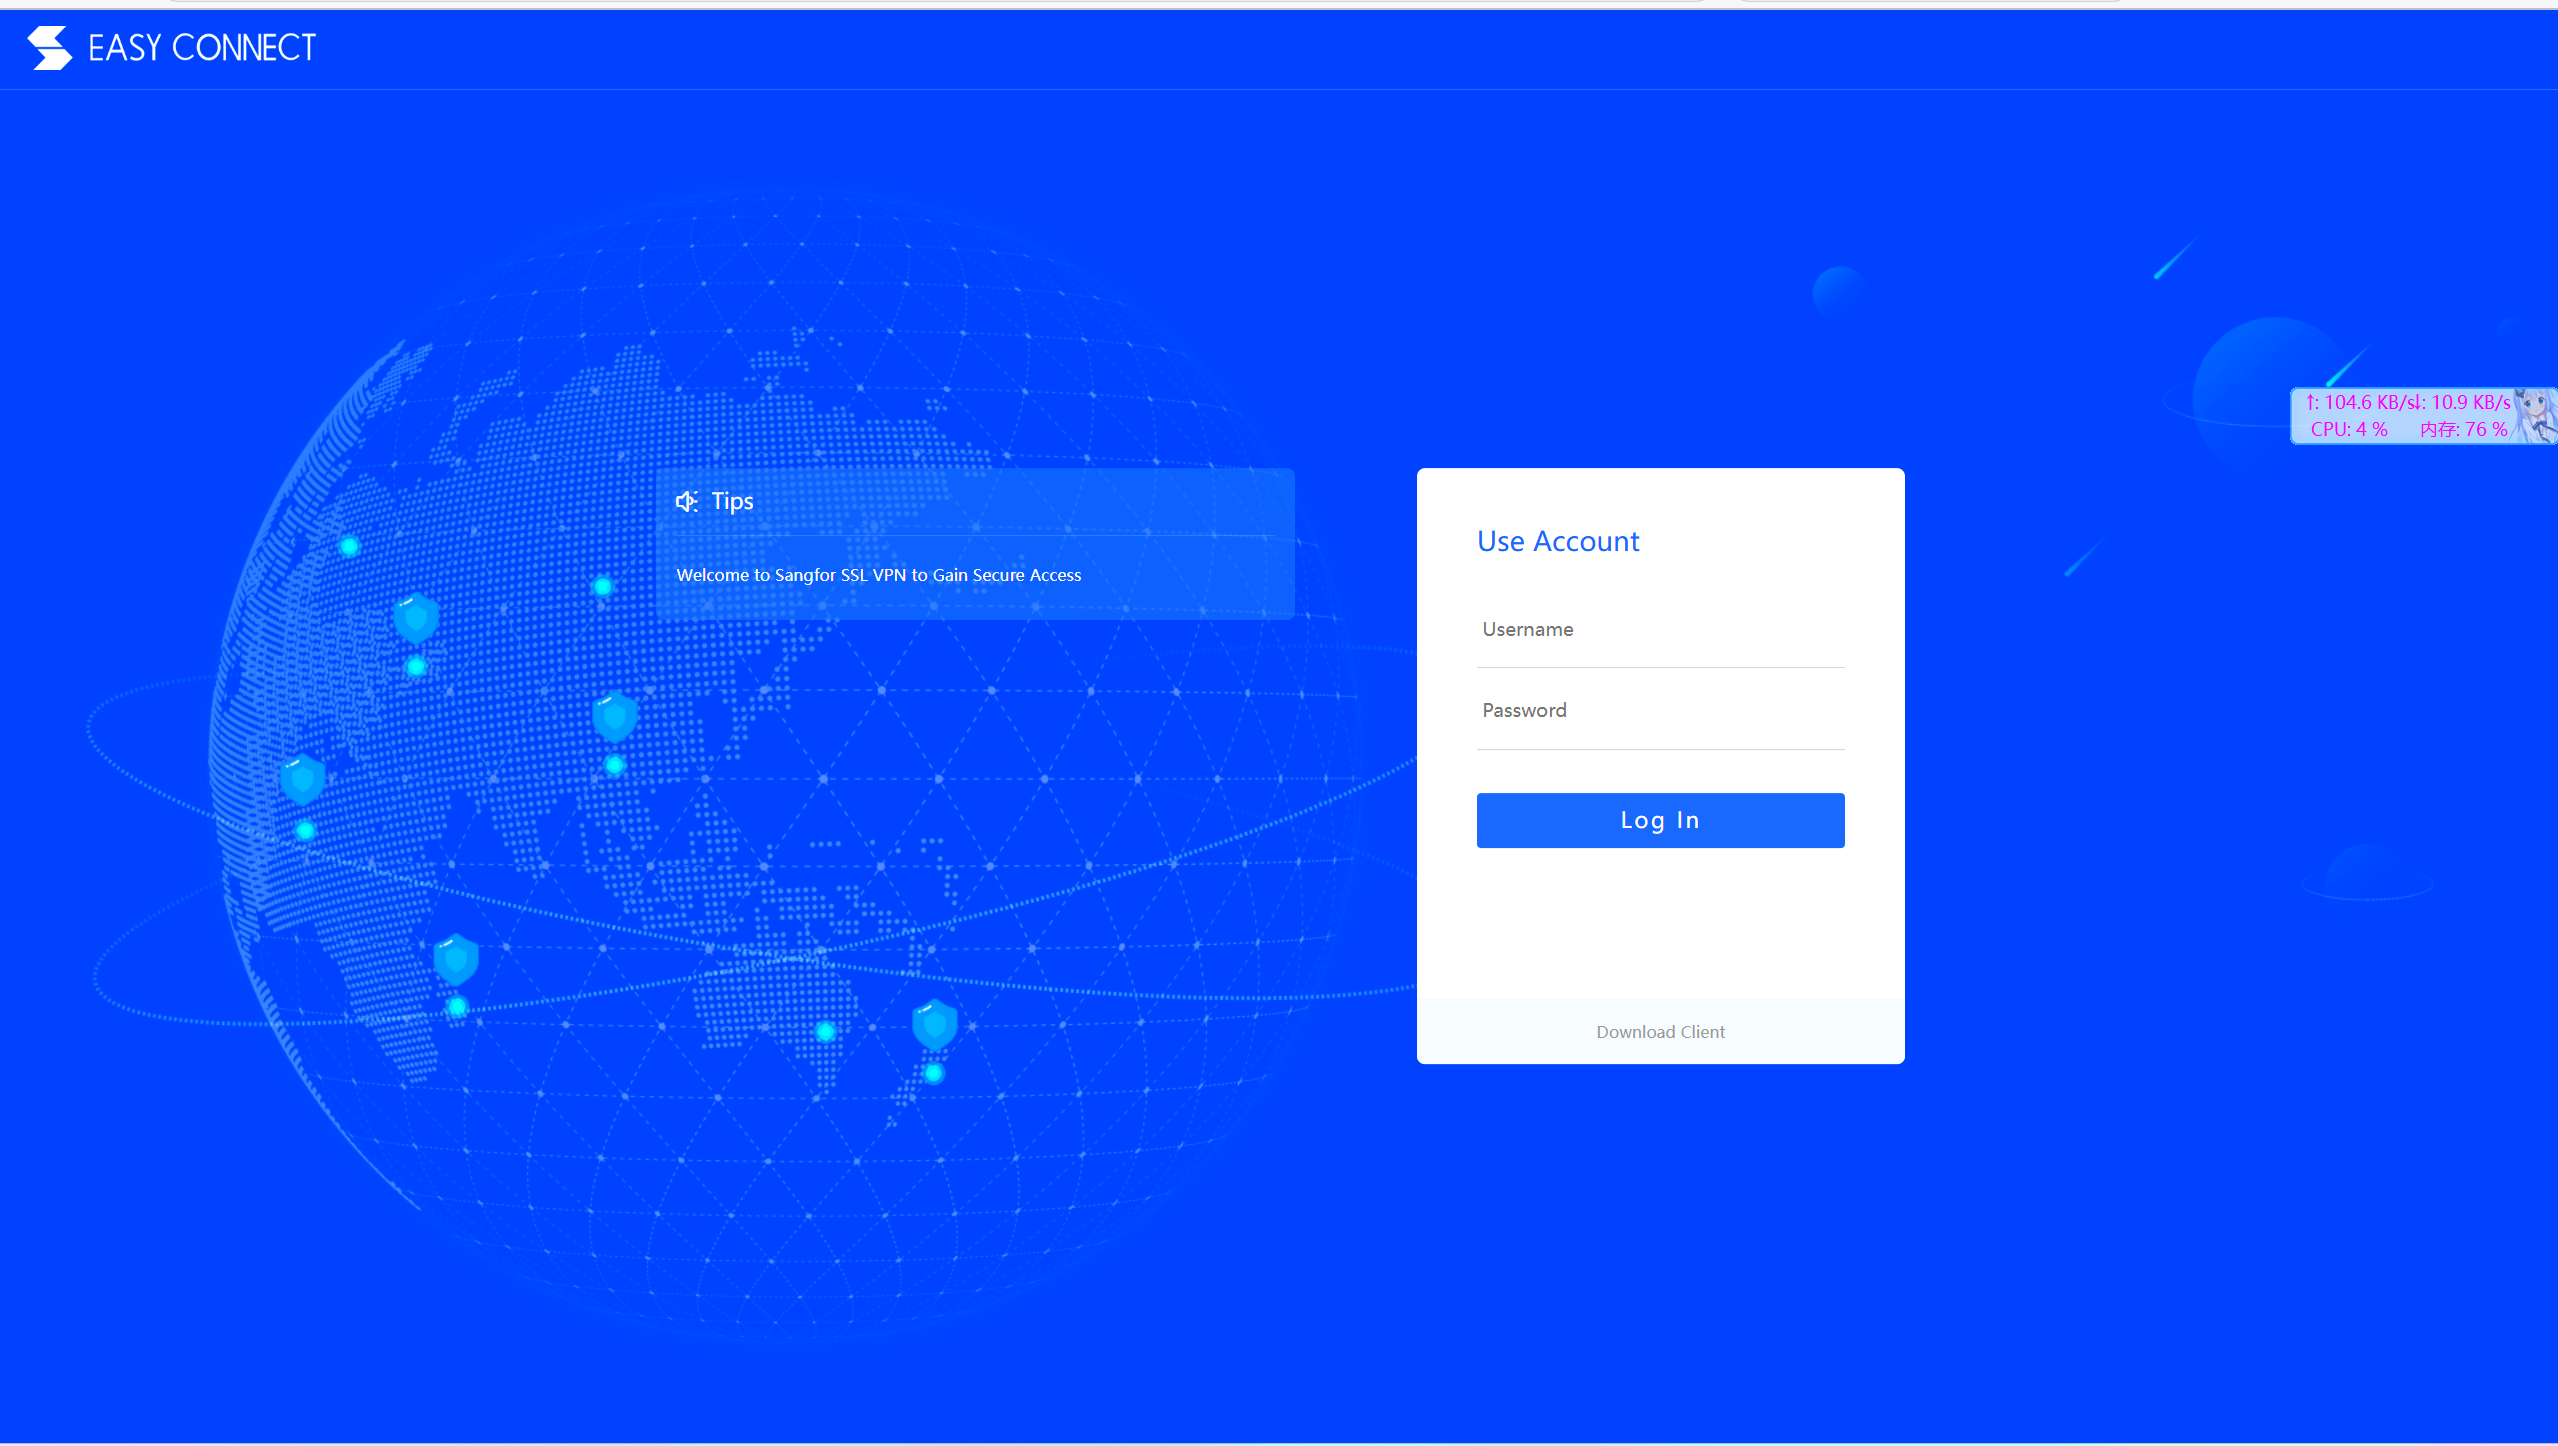 EASY CONNECT
↑: 104.6 KB/s↓: 10.9 KB/s
CPU: 4 % 内存: 76 %
Tips
Welcome to Sangfor SSL VPN to Gain Secure Access
Use Account
Username
Password
Log In
Download Client